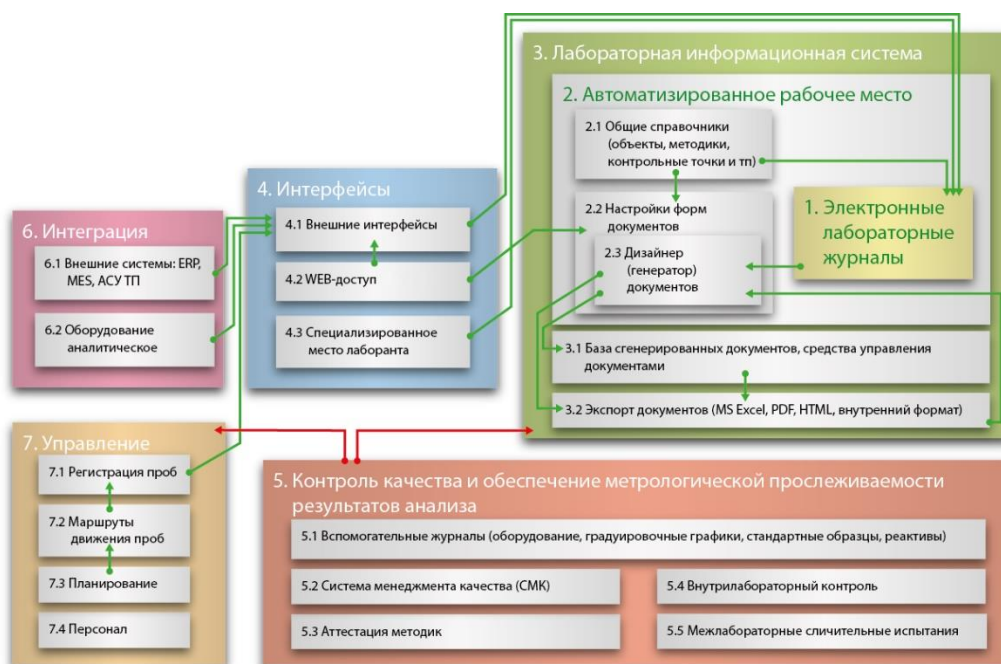 3. Лабораторная информационная система
2. Автоматизированное рабочее место
2.1 Общие справочники
(объекты, методики,
контрольные точки и тп)
2.2 Настройки форм
документов
2.3 Дизайнер
(генератор)
документов
1. Электронные
лабораторные
журналы
3.1 База сгенерированных документов, средства управления
документами
3.2 Экспорт документов (MS Excel, PDF, HTML, внутренний формат)
4. Интерфейсы
4.1 Внешние интерфейсы
4.2 WEB-доступ
4.3 Специализированное
место лаборанта
6. Интеграция
6.1 Внешние системы: ERP,
MES, АСУ ТП
6.2 Оборудование
аналитическое
7. Управление
7.1 Регистрация проб
7.2 Маршруты
движения проб
7.3 Планирование
7.4 Персонал
5. Контроль качества и обеспечение метрологической прослеживаемости
результатов анализа
5.1 Вспомогательные журналы (оборудование, градуировочные графики, стандартные образцы, реактивы)
5.2 Система менеджмента качества (СМК)
5.3 Аттестация методик
5.4 Внутрилабораторный контроль
5.5 Межлабораторные сличительные испытания